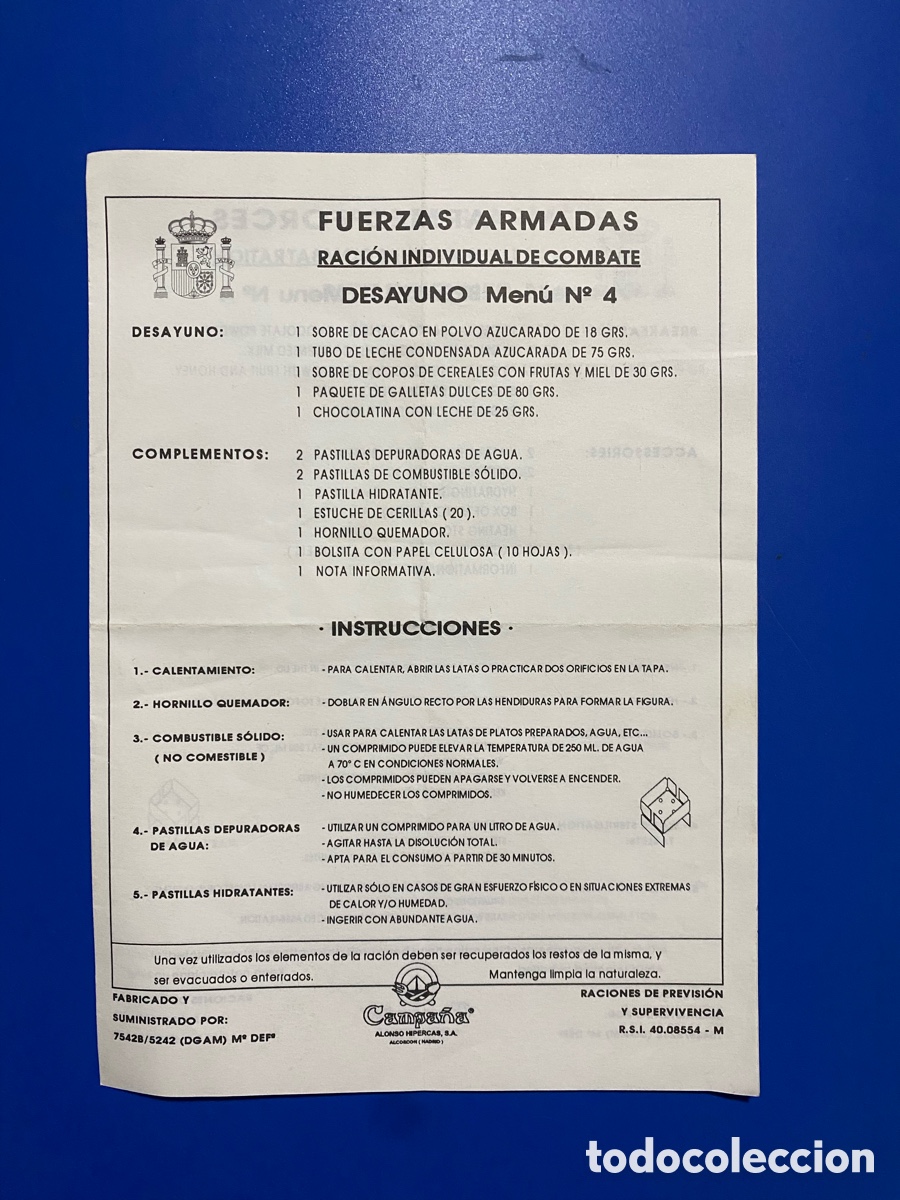 FUERZAS ARMADAS
RACIÓN INDIVIDUAL DE COMBATE
DESAYUNO Menú Nº 4
DESAYUNO: 1 SOBRE DE CACAO EN POLVO AZUCARADO DE 18 GRS.
1 TUBO DE LECHE CONDENSADA AZUCARADA DE 75 GRS.
1 SOBRE DE COPOS DE CEREALES CON FRUTAS Y MIEL DE 30 GRS.
1 PAQUETE DE GALLETAS DULCES DE 80 GRS.
1 CHOCOLATINA CON LECHE DE 25 GRS.
COMPLEMENTOS: 2 PASTILLAS DEPURADORAS DE AGUA.
2 PASTILLAS DE COMBUSTIBLE SÓLIDO.
1 PASTILLA HIDRATANTE.
1 ESTUCHE DE CERILLAS ( 20 ).
1 HORNILLO QUEMADOR.
1 BOLSITA CON PAPEL CELULOSA ( 10 HOJAS ).
1 NOTA INFORMATIVA.
· INSTRUCCIONES ·
1.- CALENTAMIENTO: - PARA CALENTAR, ABRIR LAS LATAS O PRACTICAR DOS ORIFICIOS EN LA TAPA.
2.- HORNILLO QUEMADOR: - DOBLAR EN ÁNGULO RECTO POR LAS HENDIDURAS PARA FORMAR LA FIGURA.
3.- COMBUSTIBLE SÓLIDO: - USAR PARA CALENTAR LAS LATAS DE PLATOS PREPARADOS, AGUA, ETC...
( NO COMESTIBLE ) - UN COMPRIMIDO PUEDE ELEVAR LA TEMPERATURA DE 250 ML. DE AGUA
A 70º C EN CONDICIONES NORMALES.
- LOS COMPRIMIDOS PUEDEN APAGARSE Y VOLVERSE A ENCENDER.
- NO HUMEDECER LOS COMPRIMIDOS.
4.- PASTILLAS DEPURADORAS - UTILIZAR UN COMPRIMIDO PARA UN LITRO DE AGUA.
DE AGUA: - AGITAR HASTA LA DISOLUCIÓN TOTAL.
- APTA PARA EL CONSUMO A PARTIR DE 30 MINUTOS.
5.- PASTILLAS HIDRATANTES: - UTILIZAR SÓLO EN CASOS DE GRAN ESFUERZO FÍSICO O EN SITUACIONES EXTREMAS
DE CALOR Y/O HUMEDAD.
- INGERIR CON ABUNDANTE AGUA.
Una vez utilizados los elementos de la ración deben ser recuperados los restos de la misma, y
ser evacuados o enterrados. Mantenga limpia la naturaleza.
FABRICADO Y
SUMINISTRADO POR:
7542B/5242 (DGAM) Mº DEFº
Campaña®
ALONSO HIPERCAS, S.A.
ALCORCON ( MADRID )
RACIONES DE PREVISIÓN
Y SUPERVIVENCIA
R.S.I. 40.08554 - M
todocoleccion